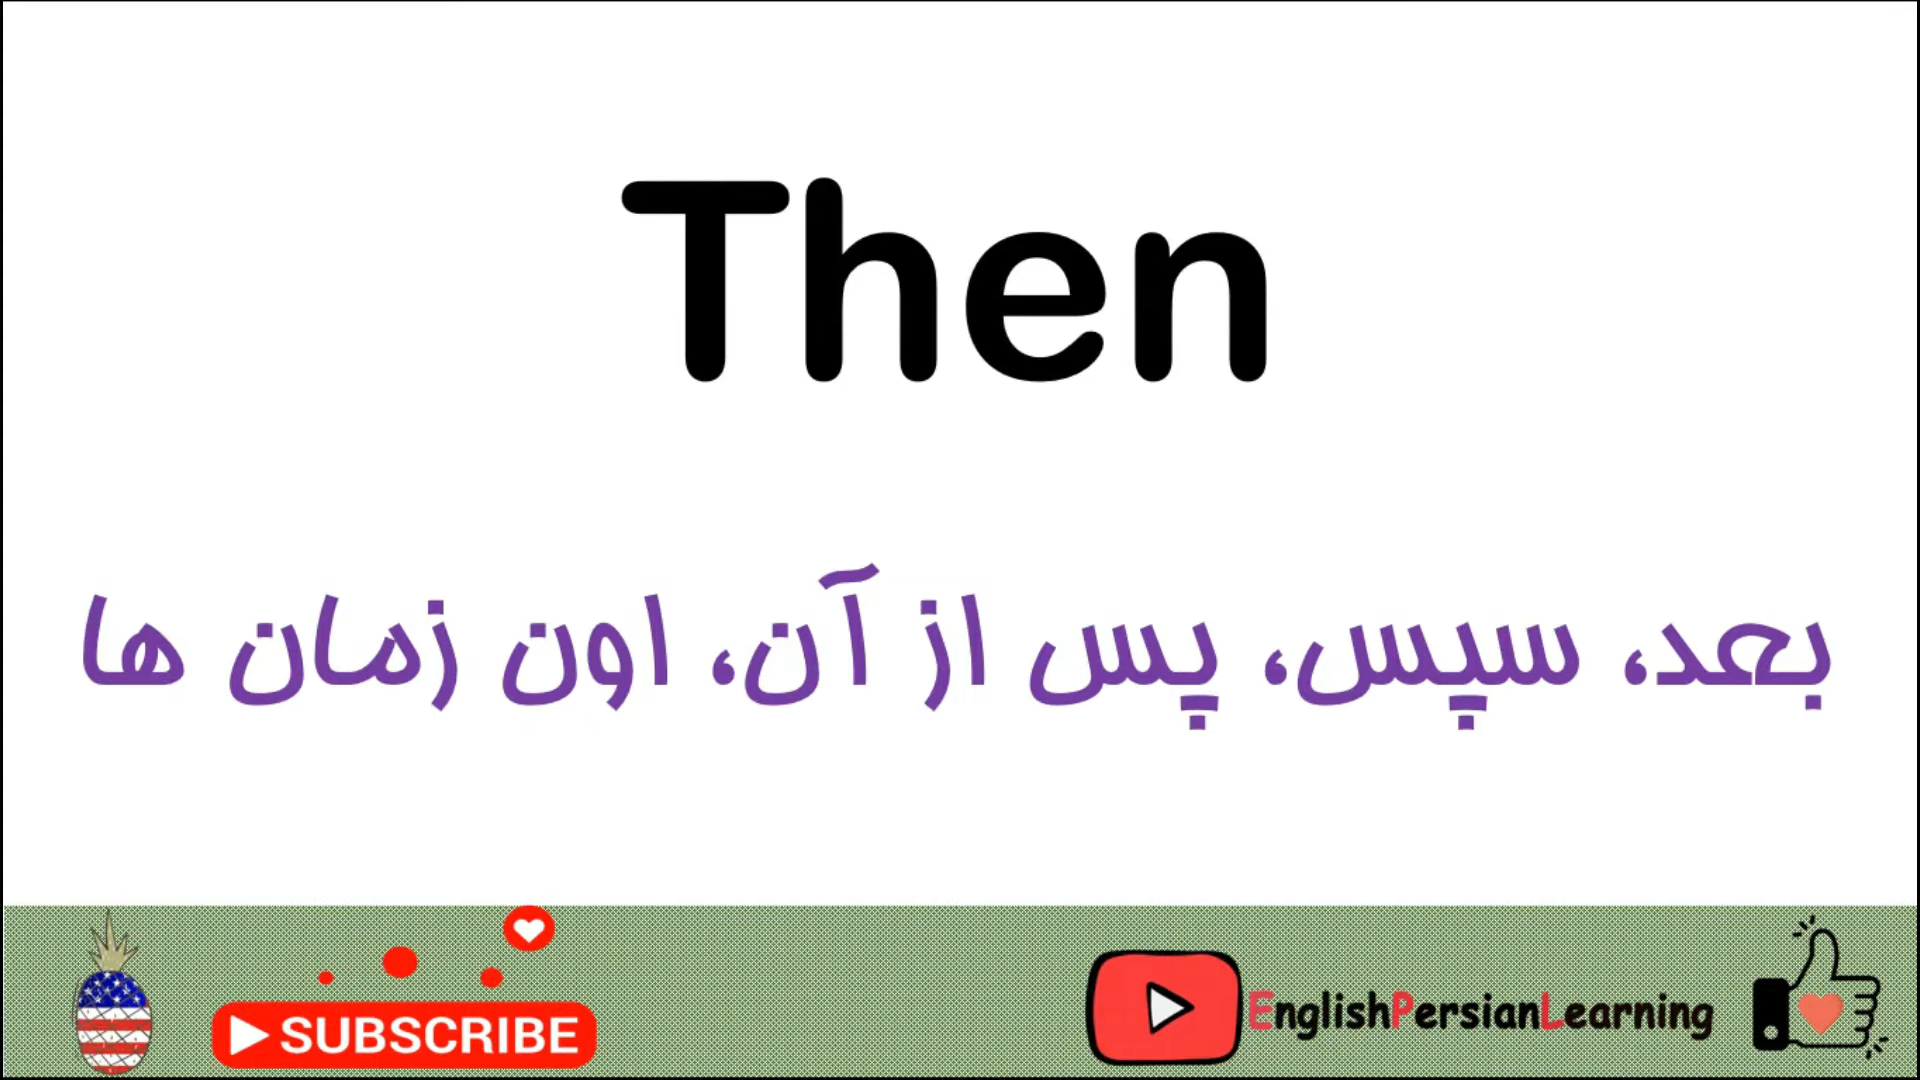 Then
بعد، سپس، پس از آن، اون زمان ها
SUBSCRIBE
EnglishPersianLearning